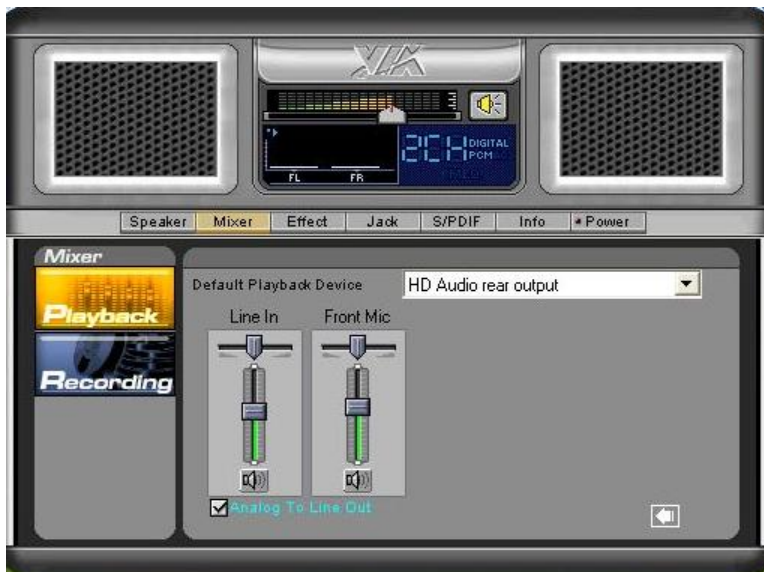 VIA
2CH DIGITAL PCM
FL FR
Speaker Mixer Effect Jack S/PDIF Info Power
Mixer
Default Playback Device HD Audio rear output
Playback
Line In Front Mic
Recording
Analog To Line Out